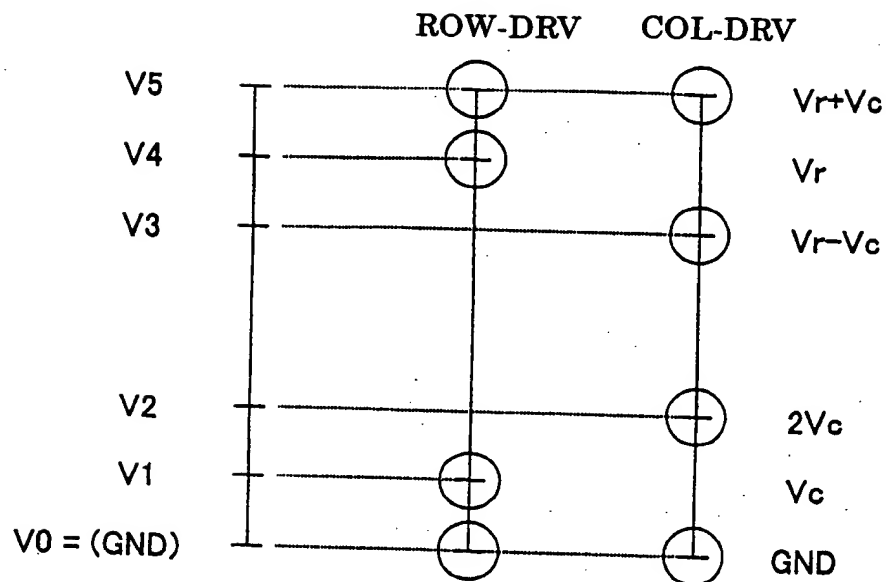 ROW-DRV COL-DRV
V5 Vr+Vc
V4 Vr
V3 Vr-Vc
V2 2Vc
V1 Vc
V0 = (GND) GND